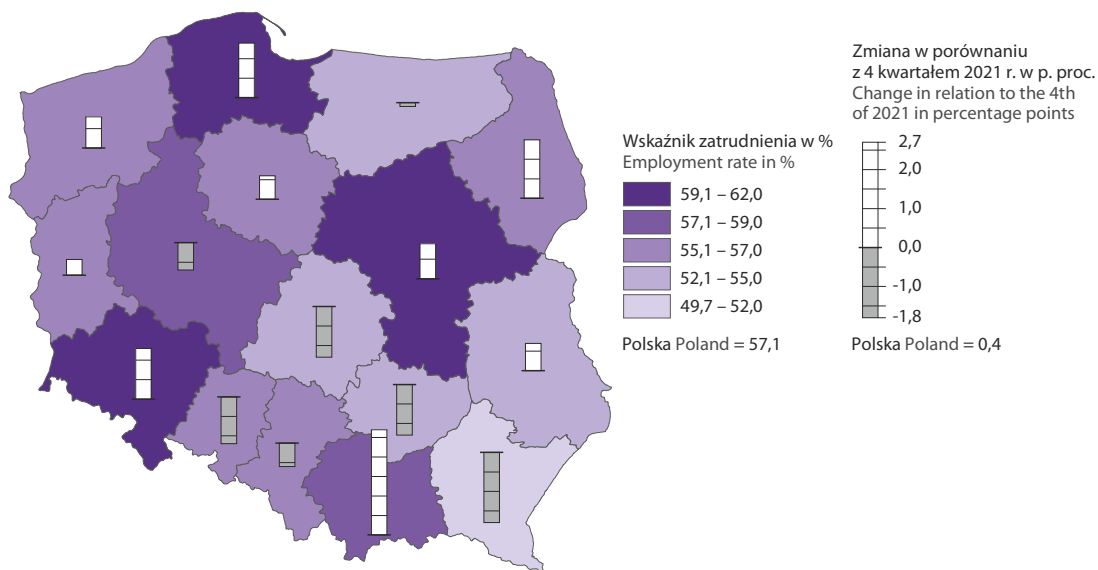 Wskaźnik zatrudnienia w %
Employment rate in %
59,1 – 62,0
57,1 – 59,0
55,1 – 57,0
52,1 – 55,0
49,7 – 52,0
Polska Poland = 57,1
Zmiana w porównaniu
z 4 kwartałem 2021 r. w p. proc.
Change in relation to the 4th
of 2021 in percentage points
2,7
2,0
1,0
0,0
-1,0
-1,8
Polska Poland = 0,4